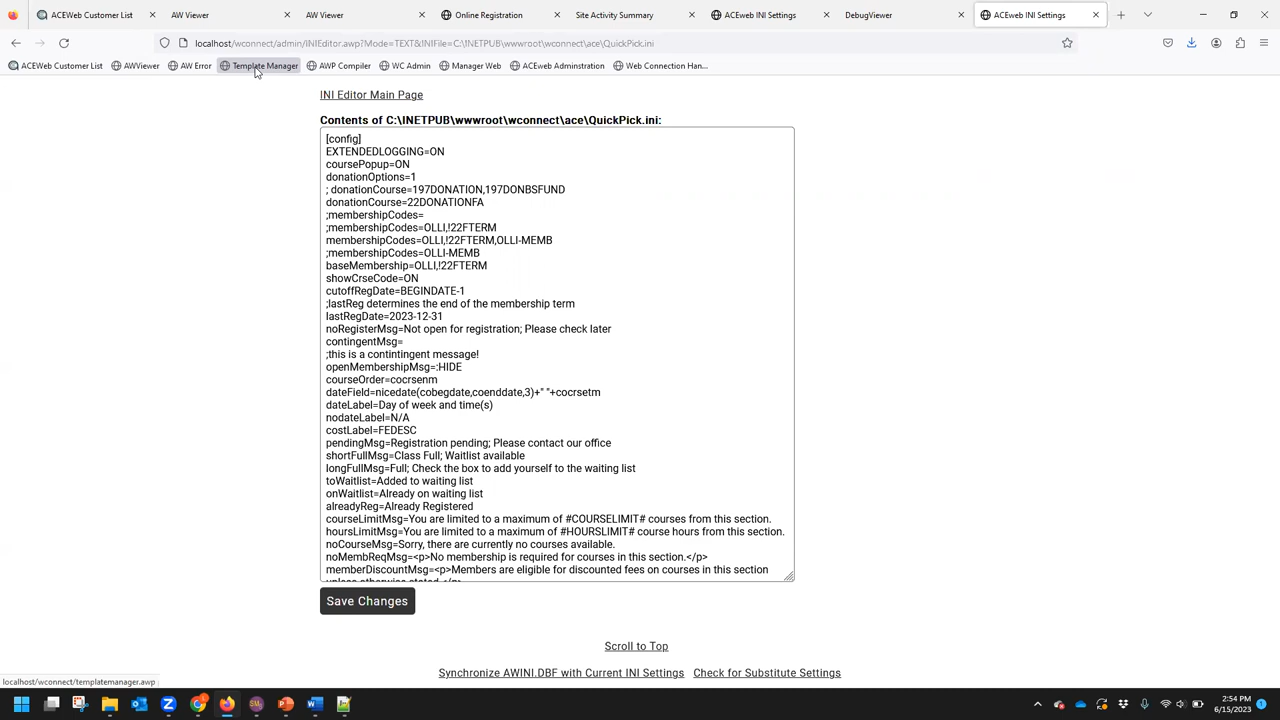 ACEWeb Customer List
AW Viewer
AW Viewer
Online Registration
Site Activity Summary
ACEweb INI Settings
DebugViewer
ACEweb INI Settings
localhost/wconnect/admin/INIEditor.awp?Mode=TEXT&INIFile=C:\INETPUB\wwwroot\wconnect\ace\QuickPick.ini
ACEWeb Customer List
AWViewer
AW Error
Template Manager
AWP Compiler
WC Admin
Manager Web
ACEweb Adminstration
Web Connection Han...
INI Editor Main Page
Contents of C:\INETPUB\wwwroot\wconnect\ace\QuickPick.ini:
[config]
EXTENDEDLOGGING=ON
coursePopup=ON
donationOptions=1
; donationCourse=197DONATION,197DONBSFUND
donationCourse=22DONATIONFA
;membershipCodes=
;membershipCodes=OLLI,!22FTERM
membershipCodes=OLLI,!22FTERM,OLLI-MEMB
;membershipCodes=OLLI-MEMB
baseMembership=OLLI,!22FTERM
showCrseCode=ON
cutoffRegDate=BEGINDATE-1
;lastReg determines the end of the membership term
lastRegDate=2023-12-31
noRegisterMsg=Not open for registration; Please check later
contingentMsg=
;this is a contintingent message!
openMembershipMsg=:HIDE
courseOrder=cocrsenm
dateField=nicedate(cobegdate,coenddate,3)+" "+cocrsetm
dateLabel=Day of week and time(s)
nodateLabel=N/A
costLabel=FEDESC
pendingMsg=Registration pending; Please contact our office
shortFullMsg=Class Full; Waitlist available
longFullMsg=Full; Check the box to add yourself to the waiting list
toWaitlist=Added to waiting list
onWaitlist=Already on waiting list
alreadyReg=Already Registered
courseLimitMsg=You are limited to a maximum of #COURSELIMIT# courses from this section.
hoursLimitMsg=You are limited to a maximum of #HOURSLIMIT# course hours from this section.
noCourseMsg=Sorry, there are currently no courses available.
noMembReqMsg=<p>No membership is required for courses in this section.</p>
memberDiscountMsg=<p>Members are eligible for discounted fees on courses in this section
unless otherwise stated.</p>
Save Changes
Scroll to Top
Synchronize AWINI.DBF with Current INI Settings
Check for Substitute Settings
localhost/wconnect/templatemanager.awp
2:54 PM
6/15/2023